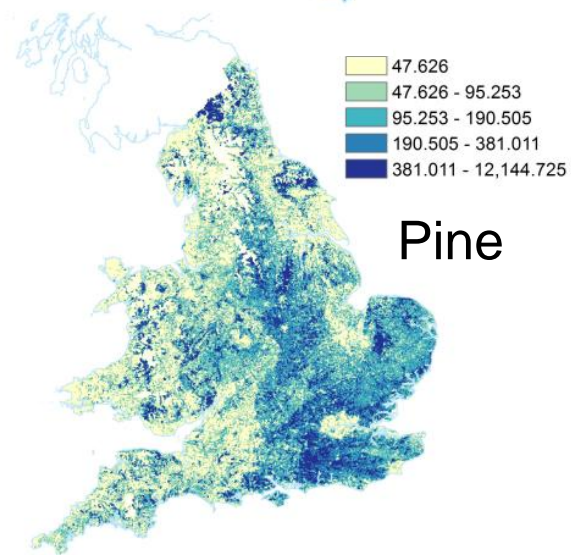 47.626
47.626 - 95.253
95.253 - 190.505
190.505 - 381.011
381.011 - 12,144.725
Pine